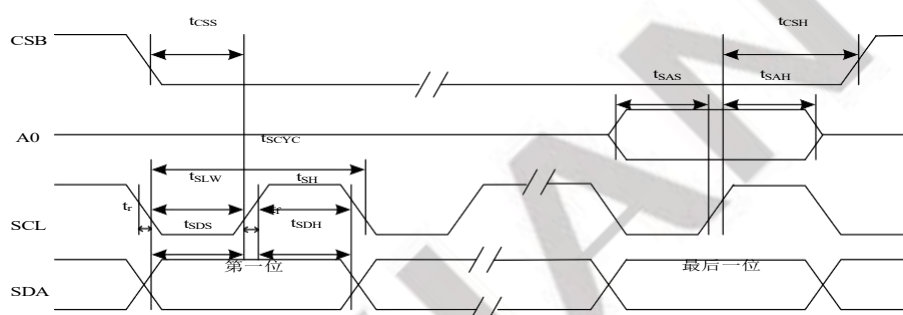 tCSS
tCSH
CSB
tSAS
tSAH
A0
tSCYC
tSLW
tSH
tr
tf
SCL
tSDS
tSDH
第一位
最后一位
SDA